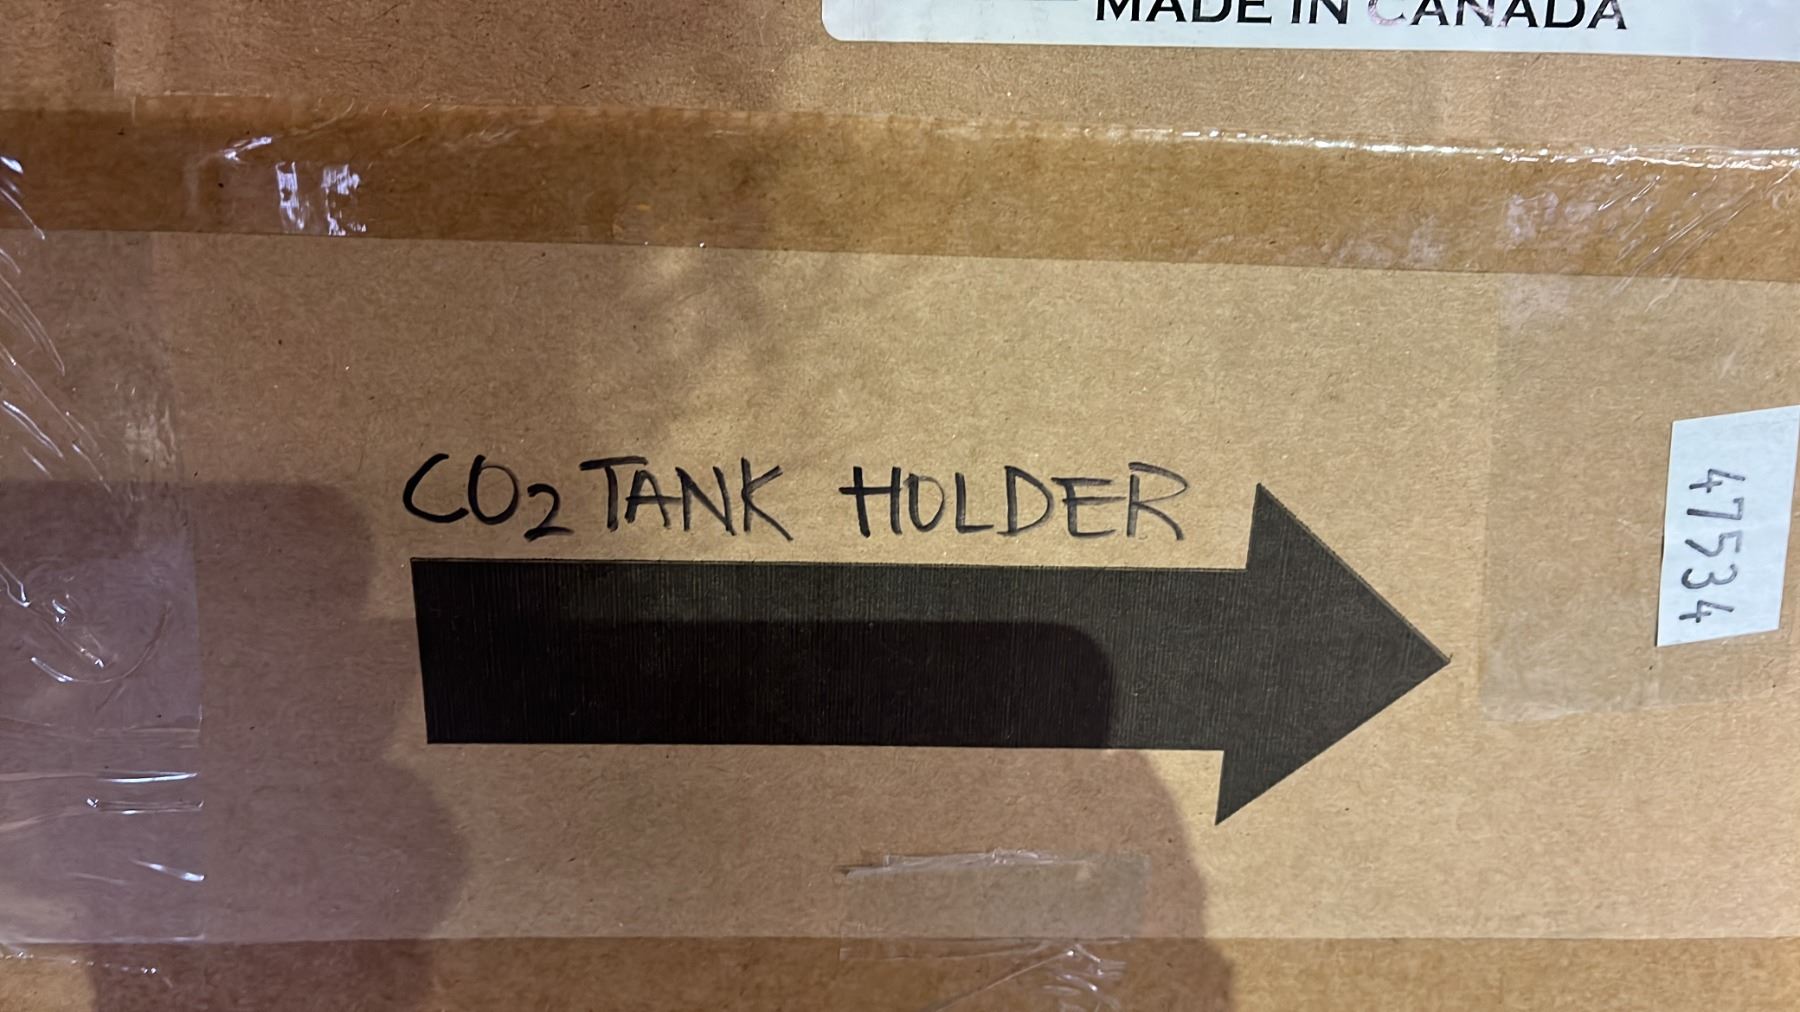 MADE IN CANADA
CO₂ TANK HOLDER
47534